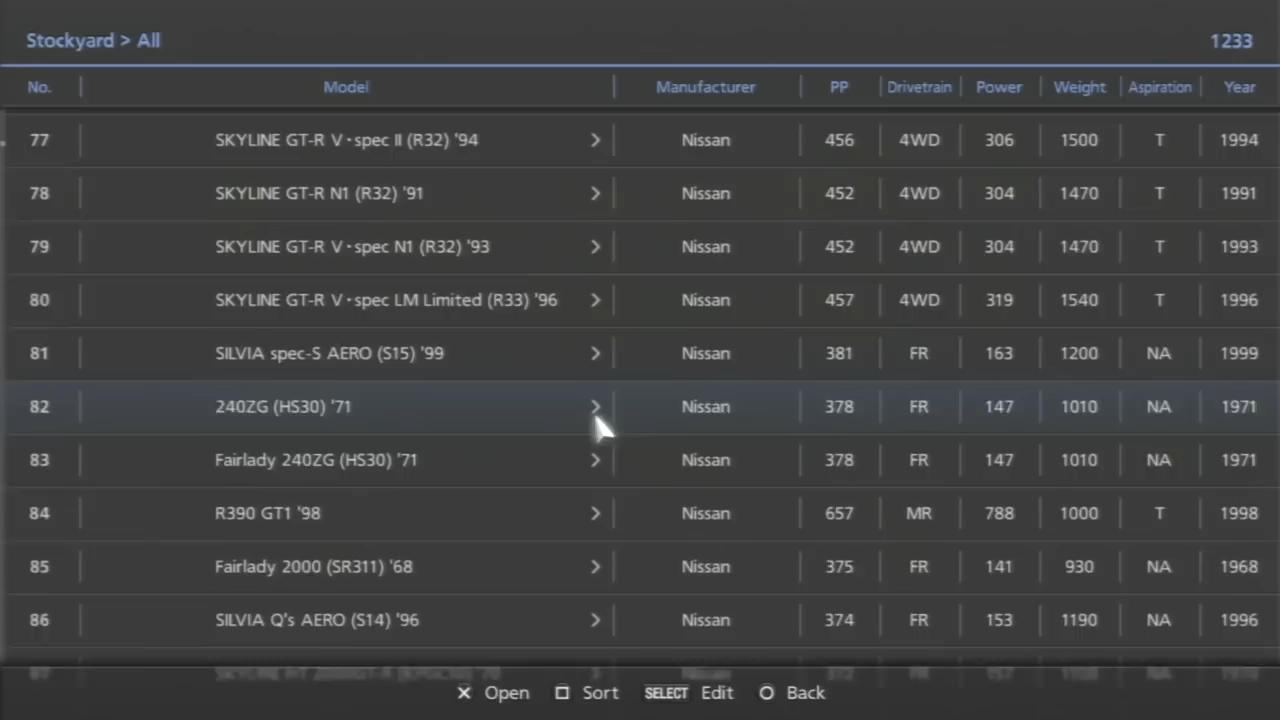 Stockyard > All 1233
No. Model Manufacturer PP Drivetrain Power Weight Aspiration Year
77 SKYLINE GT-R V・spec II (R32) '94 Nissan 456 4WD 306 1500 T 1994
78 SKYLINE GT-R N1 (R32) '91 Nissan 452 4WD 304 1470 T 1991
79 SKYLINE GT-R V・spec N1 (R32) '93 Nissan 452 4WD 304 1470 T 1993
80 SKYLINE GT-R V・spec LM Limited (R33) '96 Nissan 457 4WD 319 1540 T 1996
81 SILVIA spec-S AERO (S15) '99 Nissan 381 FR 163 1200 NA 1999
82 240ZG (HS30) '71 Nissan 378 FR 147 1010 NA 1971
83 Fairlady 240ZG (HS30) '71 Nissan 378 FR 147 1010 NA 1971
84 R390 GT1 '98 Nissan 657 MR 788 1000 T 1998
85 Fairlady 2000 (SR311) '68 Nissan 375 FR 141 930 NA 1968
86 SILVIA Q's AERO (S14) '96 Nissan 374 FR 153 1190 NA 1996
Open Sort SELECT Edit Back